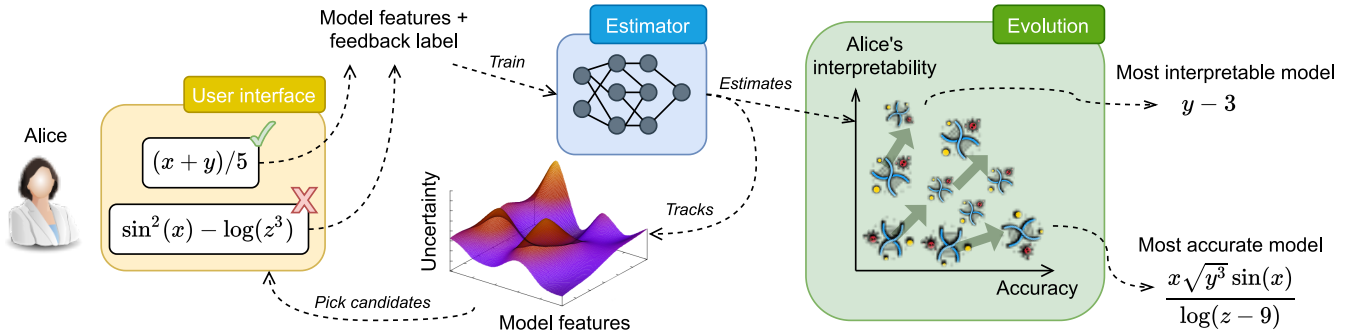 Alice
User interface
(x + y)/5
sin²(x) − log(z³)
Model features +
feedback label
Train
Estimator
Estimates
Tracks
Uncertainty
Model features
Pick candidates
Evolution
Alice's
interpretability
Accuracy
Most interpretable model
y − 3
Most accurate model
x√y³ sin(x)
log(z − 9)